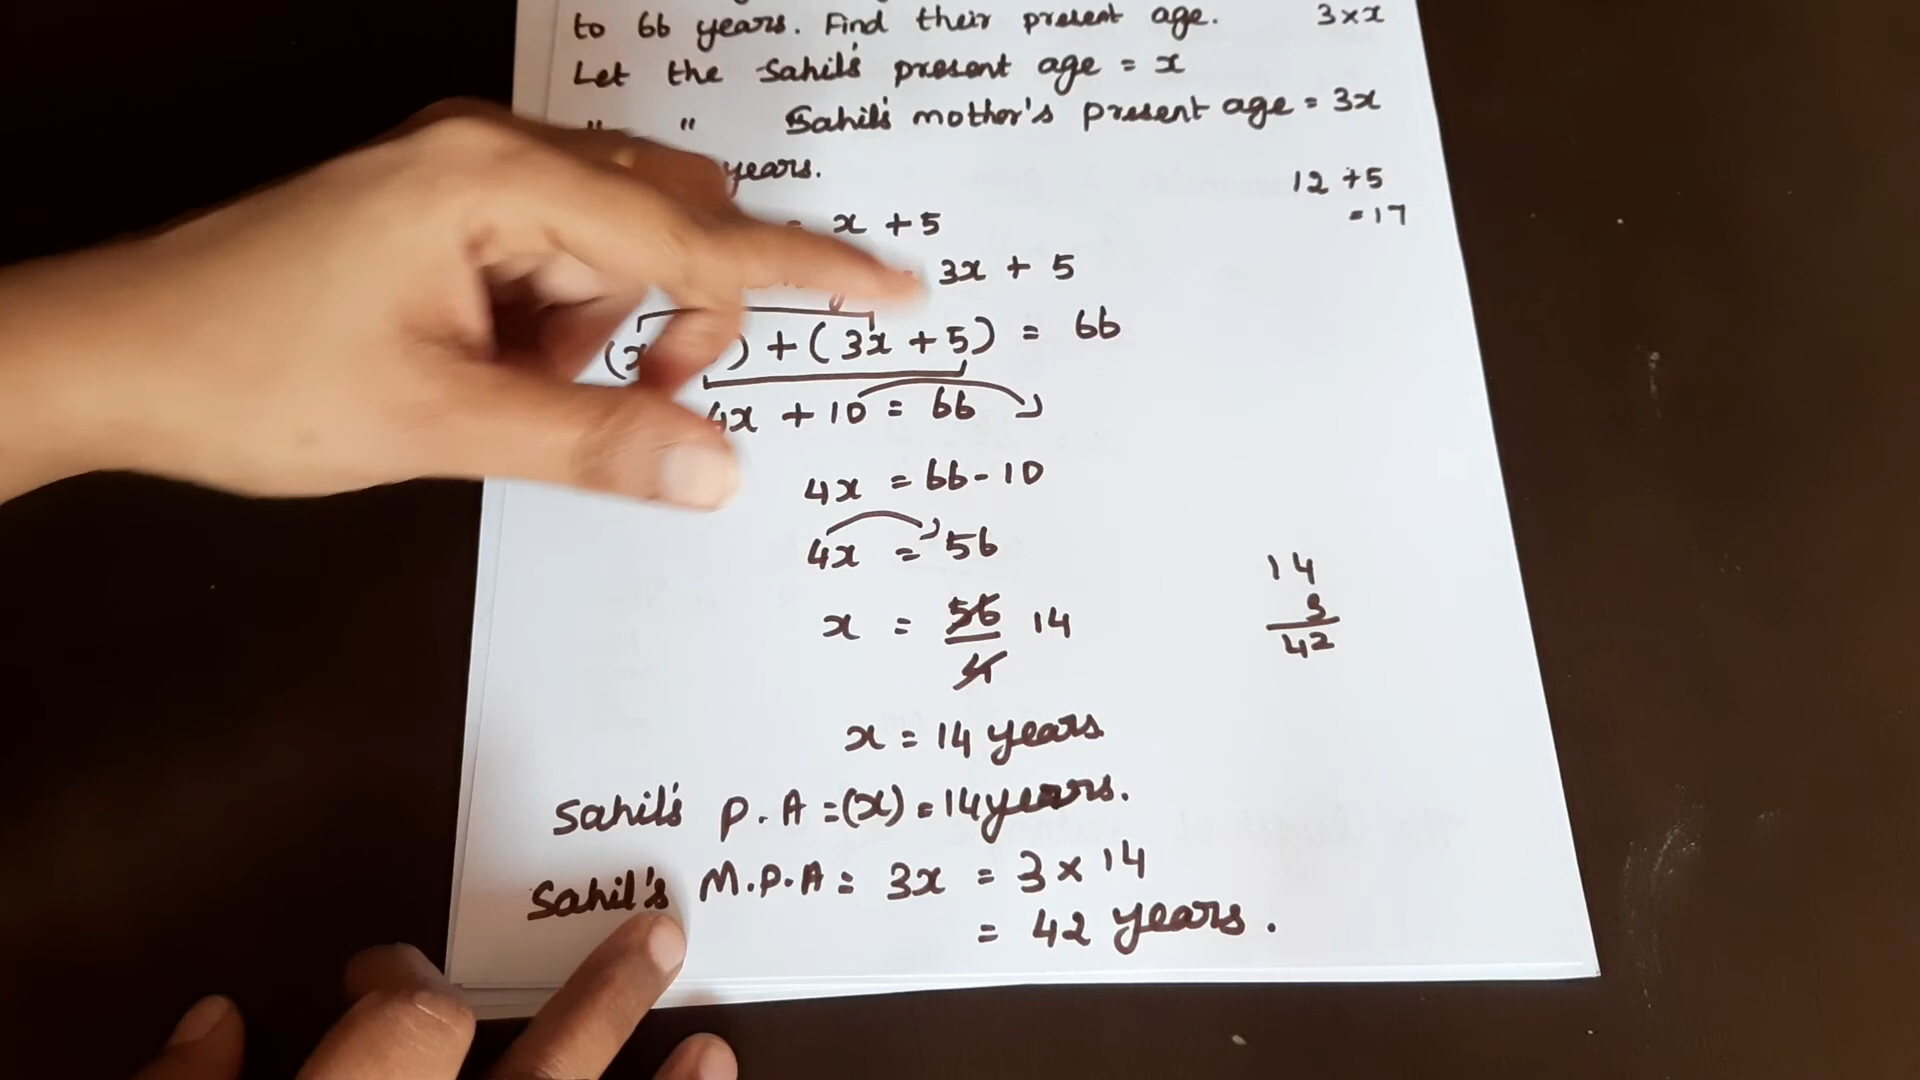 to 66 years. Find their present age. 3xx
Let the Sahil's present age = x
" " Sahil's mother's present age = 3x
years.
12 +5
= 17
= x + 5
= 3x + 5
(x ) + (3x + 5) = 66
4x + 10 = 66
4x = 66 - 10
4x = 56
x = 56 14
4
14
3
42
x = 14 years
Sahil's P.A = (x) = 14 years.
Sahil's M.P.A = 3x = 3 x 14
= 42 years.